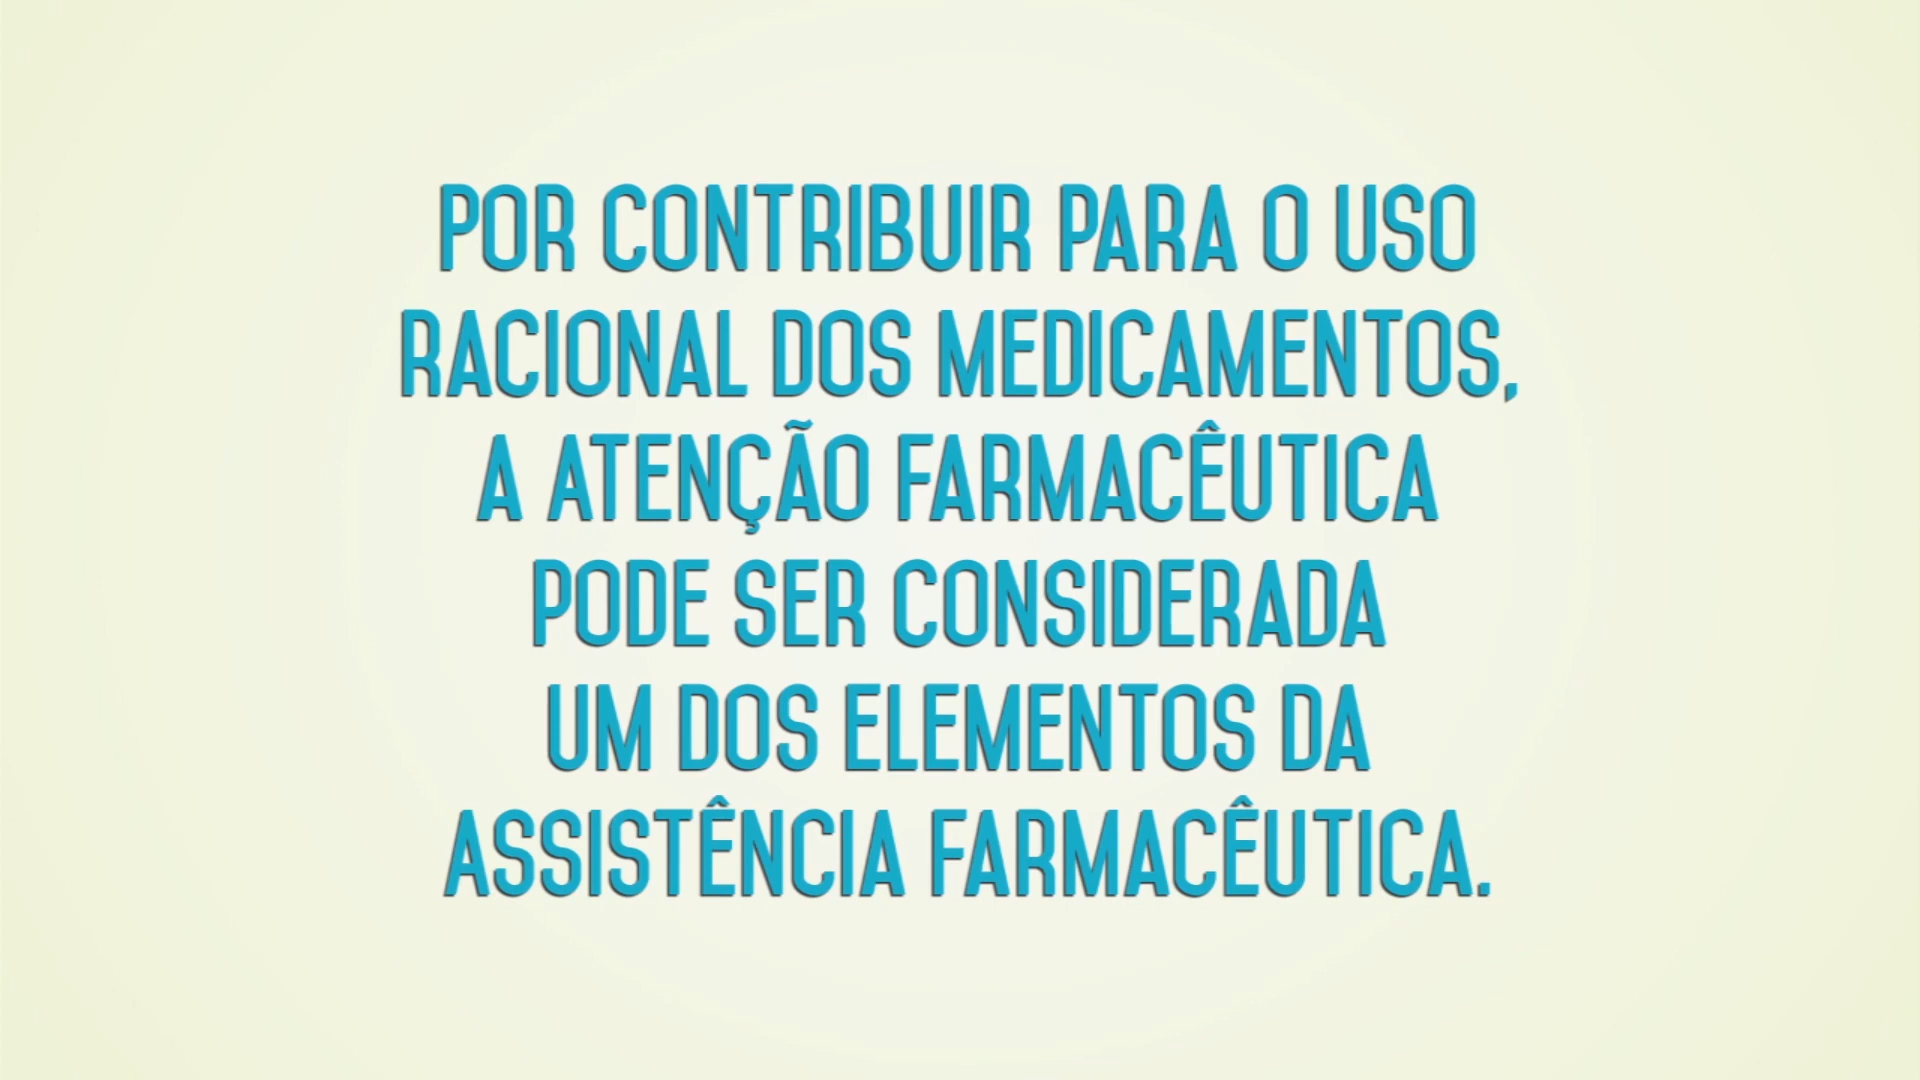 POR CONTRIBUIR PARA O USO
RACIONAL DOS MEDICAMENTOS,
A ATENÇÃO FARMACÊUTICA
PODE SER CONSIDERADA
UM DOS ELEMENTOS DA
ASSISTÊNCIA FARMACÊUTICA.